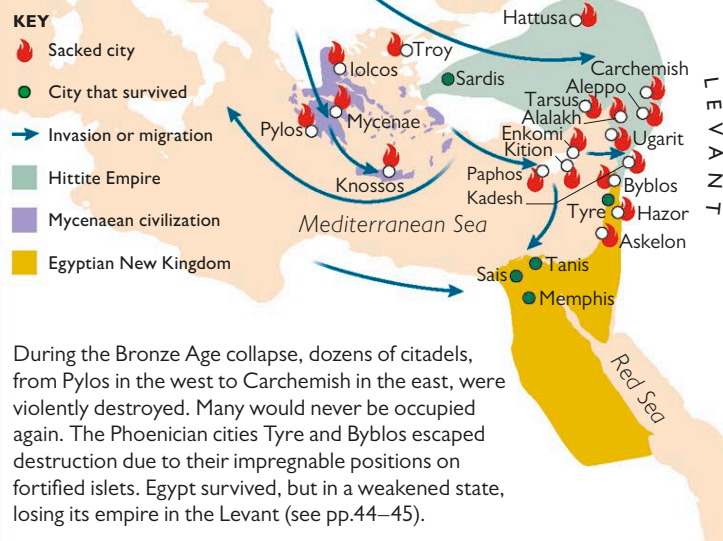 KEY
Sacked city
City that survived
Invasion or migration
Hittite Empire
Mycenaean civilization
Egyptian New Kingdom
Hattusa
Troy
Iolcos
Sardis
Carchemish
Aleppo
Tarsus
Alalakh
Mycenae
Pylos
Enkomi
Ugarit
Kition
Paphos
Knossos
Kadesh
Byblos
Tyre
Hazor
Mediterranean Sea
Askelon
Tanis
Sais
Memphis
LEVANT
Red Sea
During the Bronze Age collapse, dozens of citadels,
from Pylos in the west to Carchemish in the east, were
violently destroyed. Many would never be occupied
again. The Phoenician cities Tyre and Byblos escaped
destruction due to their impregnable positions on
fortified islets. Egypt survived, but in a weakened state,
losing its empire in the Levant (see pp.44–45).